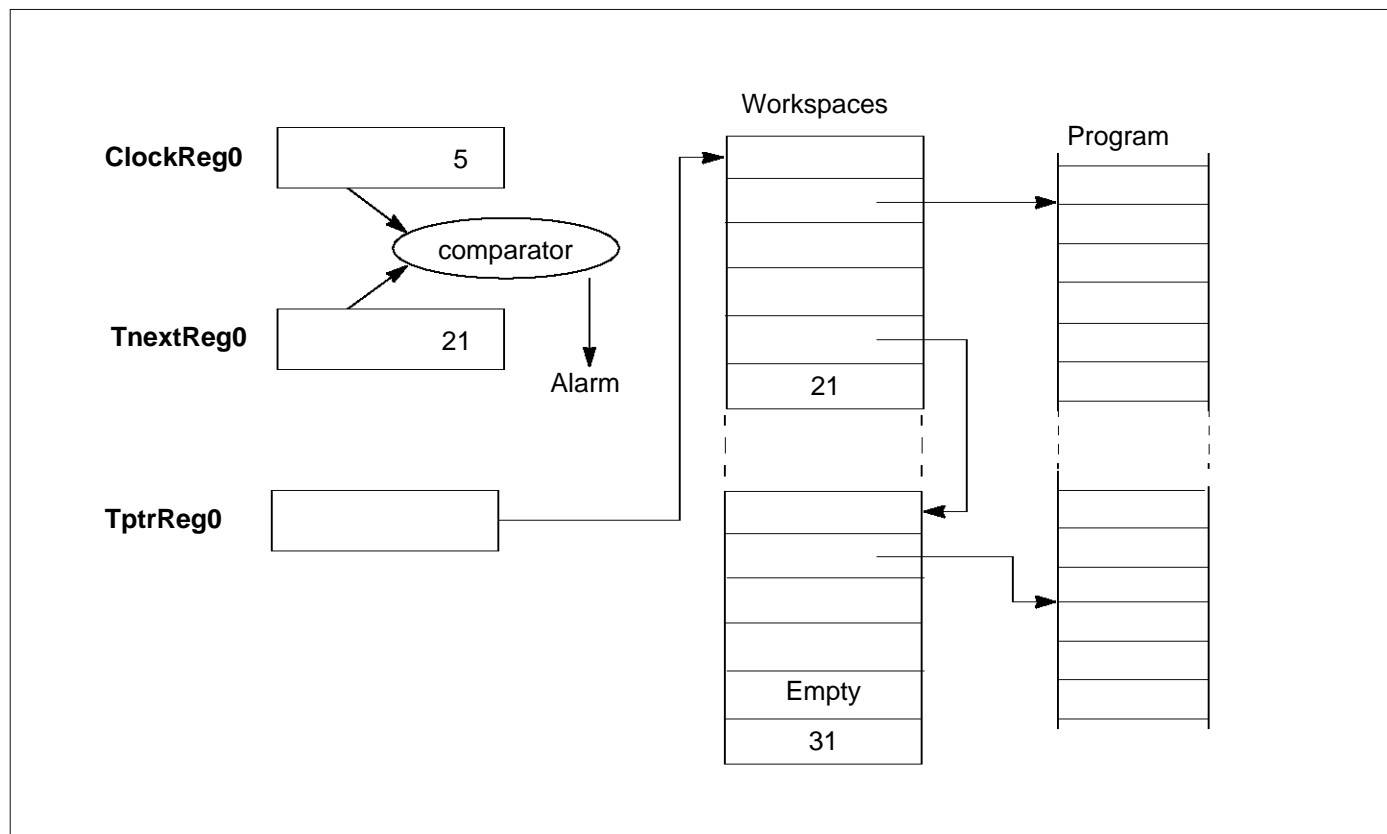 Workspaces
Program
ClockReg0
5
comparator
TnextReg0
21
Alarm
21
TptrReg0
Empty
31